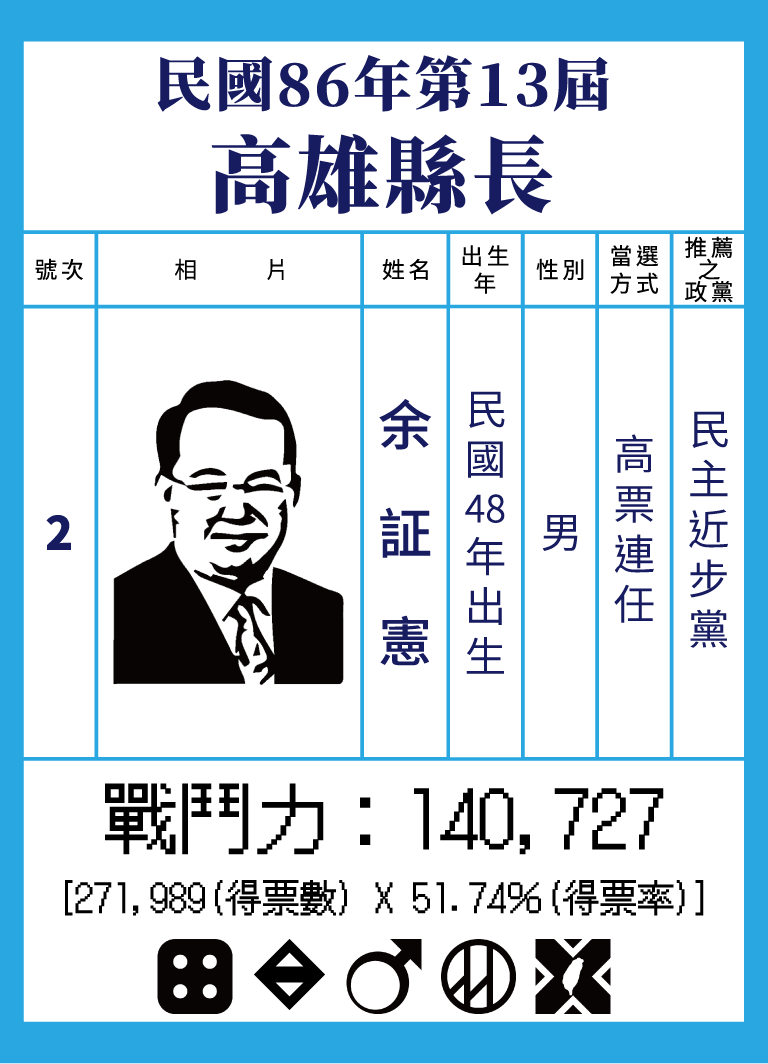 民國86年第13屆
高雄縣長
號次
相片
姓名
出生年
性別
當選方式
推薦之政黨
2
余証憲
民國48年出生
男
高票連任
民主近步黨
戰鬥力：140,727
[271,989(得票數) X 51.74%(得票率)]